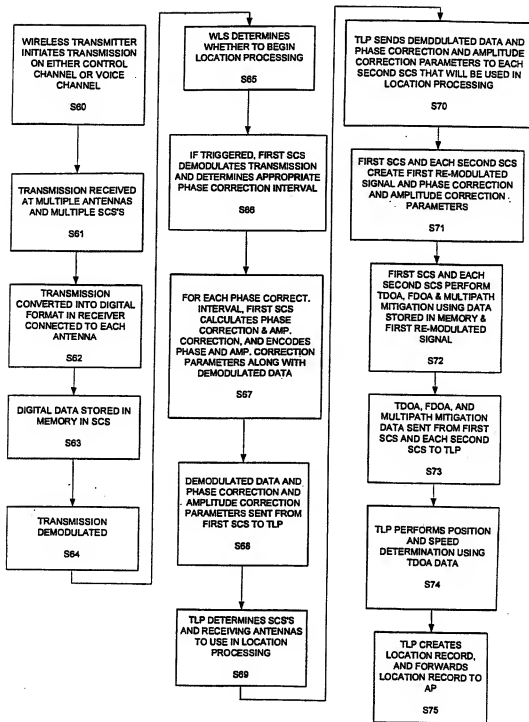 WIRELESS TRANSMITTER
INITIATES TRANSMISSION
ON EITHER CONTROL
CHANNEL OR VOICE
CHANNEL
S60
TRANSMISSION RECEIVED
AT MULTIPLE ANTENNAS
AND MULTIPLE SCS'S
S61
TRANSMISSION
CONVERTED INTO DIGITAL
FORMAT IN RECEIVER
CONNECTED TO EACH
ANTENNA
S62
DIGITAL DATA STORED IN
MEMORY IN SCS
S63
TRANSMISSION
DEMODULATED
S64
WLS DETERMINES
WHETHER TO BEGIN
LOCATION PROCESSING
S65
IF TRIGGERED, FIRST SCS
DEMODULATES TRANSMISSION
AND DETERMINES APPROPRIATE
PHASE CORRECTION INTERVAL
S66
FOR EACH PHASE CORRECT.
INTERVAL, FIRST SCS
CALCULATES PHASE
CORRECTION & AMP.
CORRECTION, AND ENCODES
PHASE AND AMP. CORRECTION
PARAMETERS ALONG WITH
DEMODULATED DATA
S67
DEMODULATED DATA AND
PHASE CORRECTION AND
AMPLITUDE CORRECTION
PARAMETERS SENT FROM
FIRST SCS TO TLP
S68
TLP DETERMINES SCS'S
AND RECEIVING ANTENNAS
TO USE IN LOCATION
PROCESSING
S69
TLP SENDS DEMODULATED DATA AND
PHASE CORRECTION AND AMPLITUDE
CORRECTION PARAMETERS TO EACH
SECOND SCS THAT WILL BE USED IN
LOCATION PROCESSING
S70
FIRST SCS AND EACH SECOND SCS
CREATE FIRST RE-MODULATED
SIGNAL AND PHASE CORRECTION
AND AMPLITUDE CORRECTION
PARAMETERS
S71
FIRST SCS AND EACH
SECOND SCS PERFORM
TDOA, FDOA & MULTIPATH
MITIGATION USING DATA
STORED IN MEMORY &
FIRST RE-MODULATED
SIGNAL
S72
TDOA, FDOA, AND
MULTIPATH MITIGATION
DATA SENT FROM FIRST
SCS AND EACH SECOND
SCS TO TLP
S73
TLP PERFORMS POSITION
AND SPEED
DETERMINATION USING
TDOA DATA
S74
TLP CREATES
LOCATION RECORD,
AND FORWARDS
LOCATION RECORD TO
AP
S75